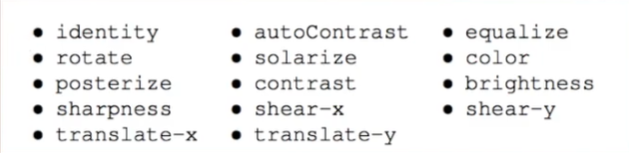 ● identity ● autoContrast ● equalize
● rotate ● solarize ● color
● posterize ● contrast ● brightness
● sharpness ● shear-x ● shear-y
● translate-x ● translate-y